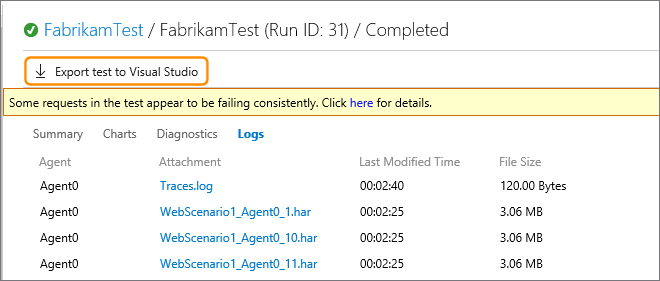 FabrikamTest / FabrikamTest (Run ID: 31) / Completed
Export test to Visual Studio
Some requests in the test appear to be failing consistently. Click here for details.
Summary Charts Diagnostics Logs
Agent Attachment Last Modified Time File Size
Agent0 Traces.log 00:02:40 120.00 Bytes
Agent0 WebScenario1_Agent0_1.har 00:02:25 3.06 MB
Agent0 WebScenario1_Agent0_10.har 00:02:25 3.06 MB
Agent0 WebScenario1_Agent0_11.har 00:02:25 3.06 MB